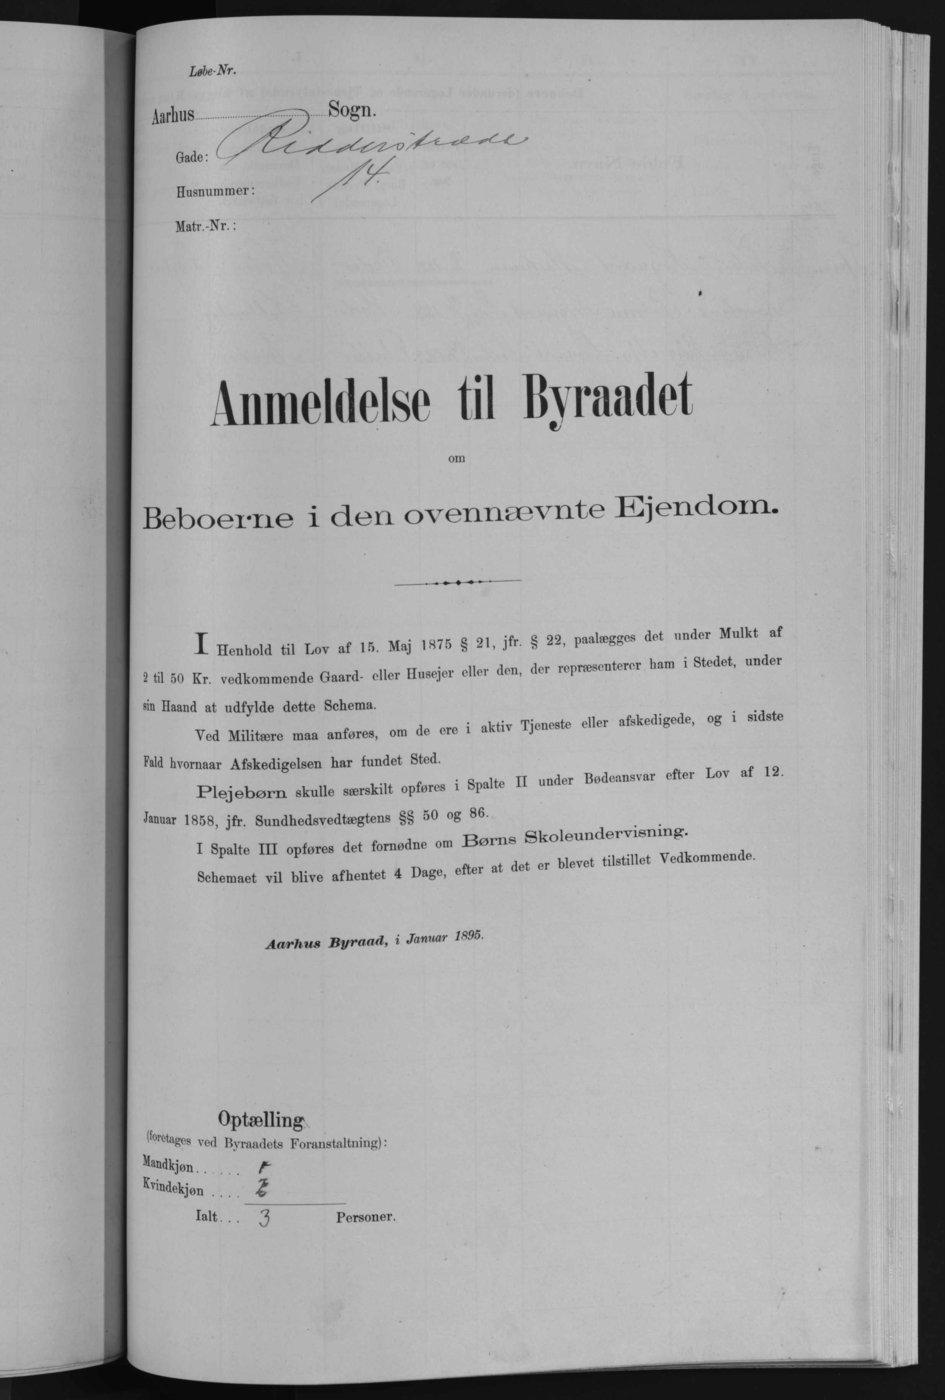 Løbe-Nr.
Aarhus Sogn.
Gade: Ridderstræde
Husnummer: 14.
Matr.-Nr.:
Anmeldelse til Byraadet
om
Beboerne i den ovennævnte Ejendom.
I Henhold til Lov af 15. Maj 1875 § 21, jfr. § 22, paalægges det under Mulkt af
2 til 50 Kr. vedkommende Gaard- eller Husejer eller den, der repræsenterer ham i Stedet, under
sin Haand at udfylde dette Schema.
Ved Militære maa anføres, om de ere i aktiv Tjeneste eller afskedigede, og i sidste
Fald hvornaar Afskedigelsen har fundet Sted.
Plejebørn skulle særskilt opføres i Spalte II under Bødeansvar efter Lov af 12.
Januar 1858, jfr. Sundhedsvedtægtens §§ 50 og 86.
I Spalte III opføres det fornødne om Børns Skoleundervisning.
Schemaet vil blive afhentet 4 Dage, efter at det er blevet tilstillet Vedkommende.
Aarhus Byraad, i Januar 1895.
Optælling
(foretages ved Byraadets Foranstaltning):
Mandkjøn......
Kvindekjøn.... 2
Ialt... 3 Personer.